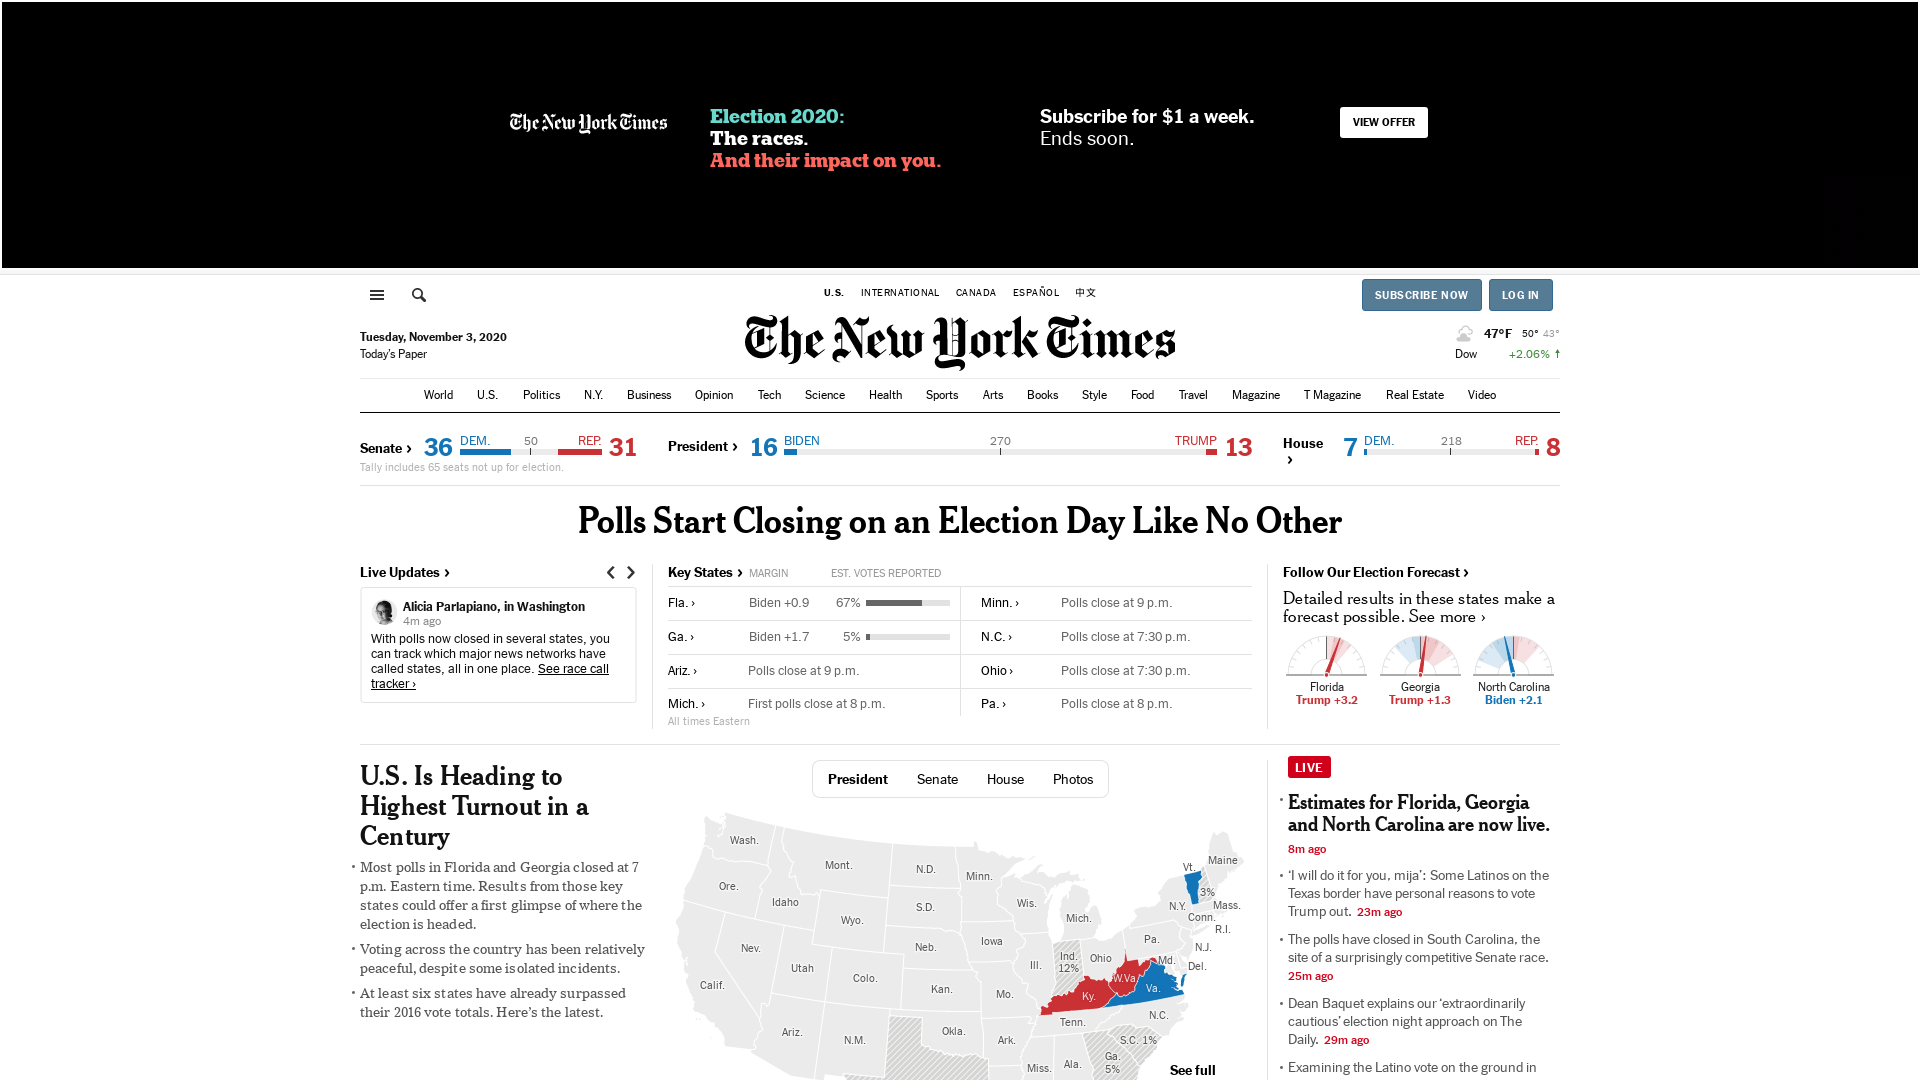 The New York Times
Election 2020:
The races.
And their impact on you.
Subscribe for $1 a week.
Ends soon.
VIEW OFFER
U.S. INTERNATIONAL CANADA ESPAÑOL 中文
SUBSCRIBE NOW
LOG IN
Tuesday, November 3, 2020
Today's Paper
The New York Times
47°F 50° 43°
Dow +2.06% ↑
World U.S. Politics N.Y. Business Opinion Tech Science Health Sports Arts Books Style Food Travel Magazine T Magazine Real Estate Video
Senate › 36 DEM. 50 REP. 31
Tally includes 65 seats not up for election.
President › 16 BIDEN 270 TRUMP 13
House › 7 DEM. 218 REP. 8
Polls Start Closing on an Election Day Like No Other
Live Updates ›
Alicia Parlapiano, in Washington
4m ago
With polls now closed in several states, you
can track which major news networks have
called states, all in one place. See race call
tracker ›
Key States › MARGIN EST. VOTES REPORTED
Fla. › Biden +0.9 67%
Ga. › Biden +1.7 5%
Ariz. › Polls close at 9 p.m.
Mich. › First polls close at 8 p.m.
All times Eastern
Minn. › Polls close at 9 p.m.
N.C. › Polls close at 7:30 p.m.
Ohio › Polls close at 7:30 p.m.
Pa. › Polls close at 8 p.m.
Follow Our Election Forecast ›
Detailed results in these states make a
forecast possible. See more ›
Florida
Trump +3.2
Georgia
Trump +1.3
North Carolina
Biden +2.1
U.S. Is Heading to
Highest Turnout in a
Century
• Most polls in Florida and Georgia closed at 7
p.m. Eastern time. Results from those key
states could offer a first glimpse of where the
election is headed.
• Voting across the country has been relatively
peaceful, despite some isolated incidents.
• At least six states have already surpassed
their 2016 vote totals. Here's the latest.
President Senate House Photos
Wash.
Mont.
N.D.
Minn.
Vt.
Maine
Ore.
Idaho
Wyo.
S.D.
Wis.
Mich.
N.Y.
3%
Mass.
Conn.
R.I.
Nev.
Utah
Colo.
Neb.
Iowa
Ill.
Ind.
12%
Ohio
Pa.
N.J.
Md.
Del.
Calif.
Kan.
Mo.
Ky.
W.Va.
Va.
Ariz.
N.M.
Okla.
Ark.
Tenn.
N.C.
S.C. 1%
Miss.
Ala.
Ga.
5%
See full
LIVE
• Estimates for Florida, Georgia
and North Carolina are now live.
8m ago
• ‘I will do it for you, mija’: Some Latinos on the
Texas border have personal reasons to vote
Trump out. 23m ago
• The polls have closed in South Carolina, the
site of a surprisingly competitive Senate race.
25m ago
• Dean Baquet explains our ‘extraordinarily
cautious’ election night approach on The
Daily. 29m ago
• Examining the Latino vote on the ground in